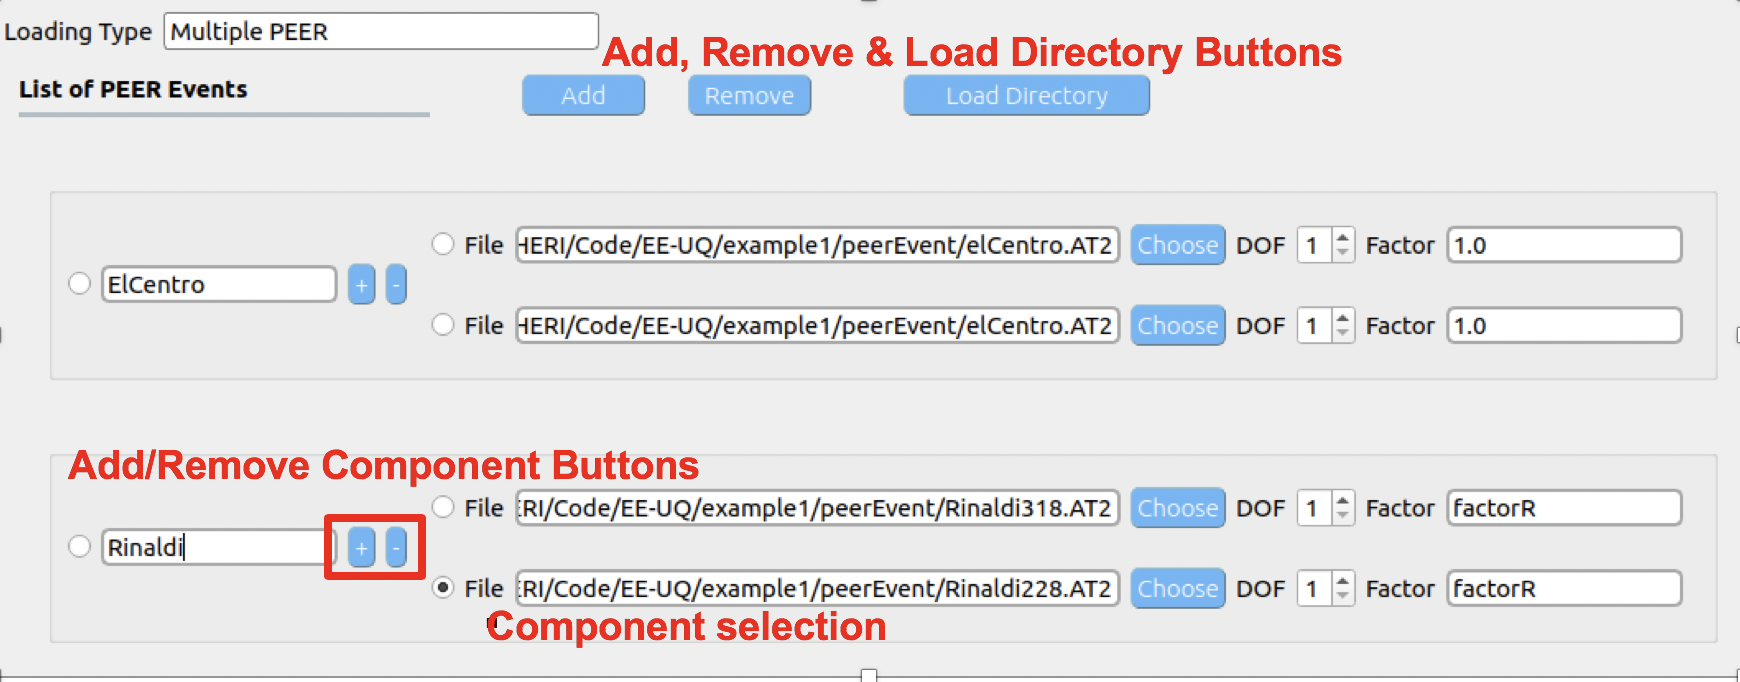 Loading Type Multiple PEER
Add, Remove & Load Directory Buttons
List of PEER Events Add Remove Load Directory
File HERI/Code/EE-UQ/example1/peerEvent/elCentro.AT2 Choose DOF 1 Factor 1.0
ElCentro + -
File HERI/Code/EE-UQ/example1/peerEvent/elCentro.AT2 Choose DOF 1 Factor 1.0
Add/Remove Component Buttons
File ERI/Code/EE-UQ/example1/peerEvent/Rinaldi318.AT2 Choose DOF 1 Factor factorR
Rinaldi + -
File ERI/Code/EE-UQ/example1/peerEvent/Rinaldi228.AT2 Choose DOF 1 Factor factorR
Component selection